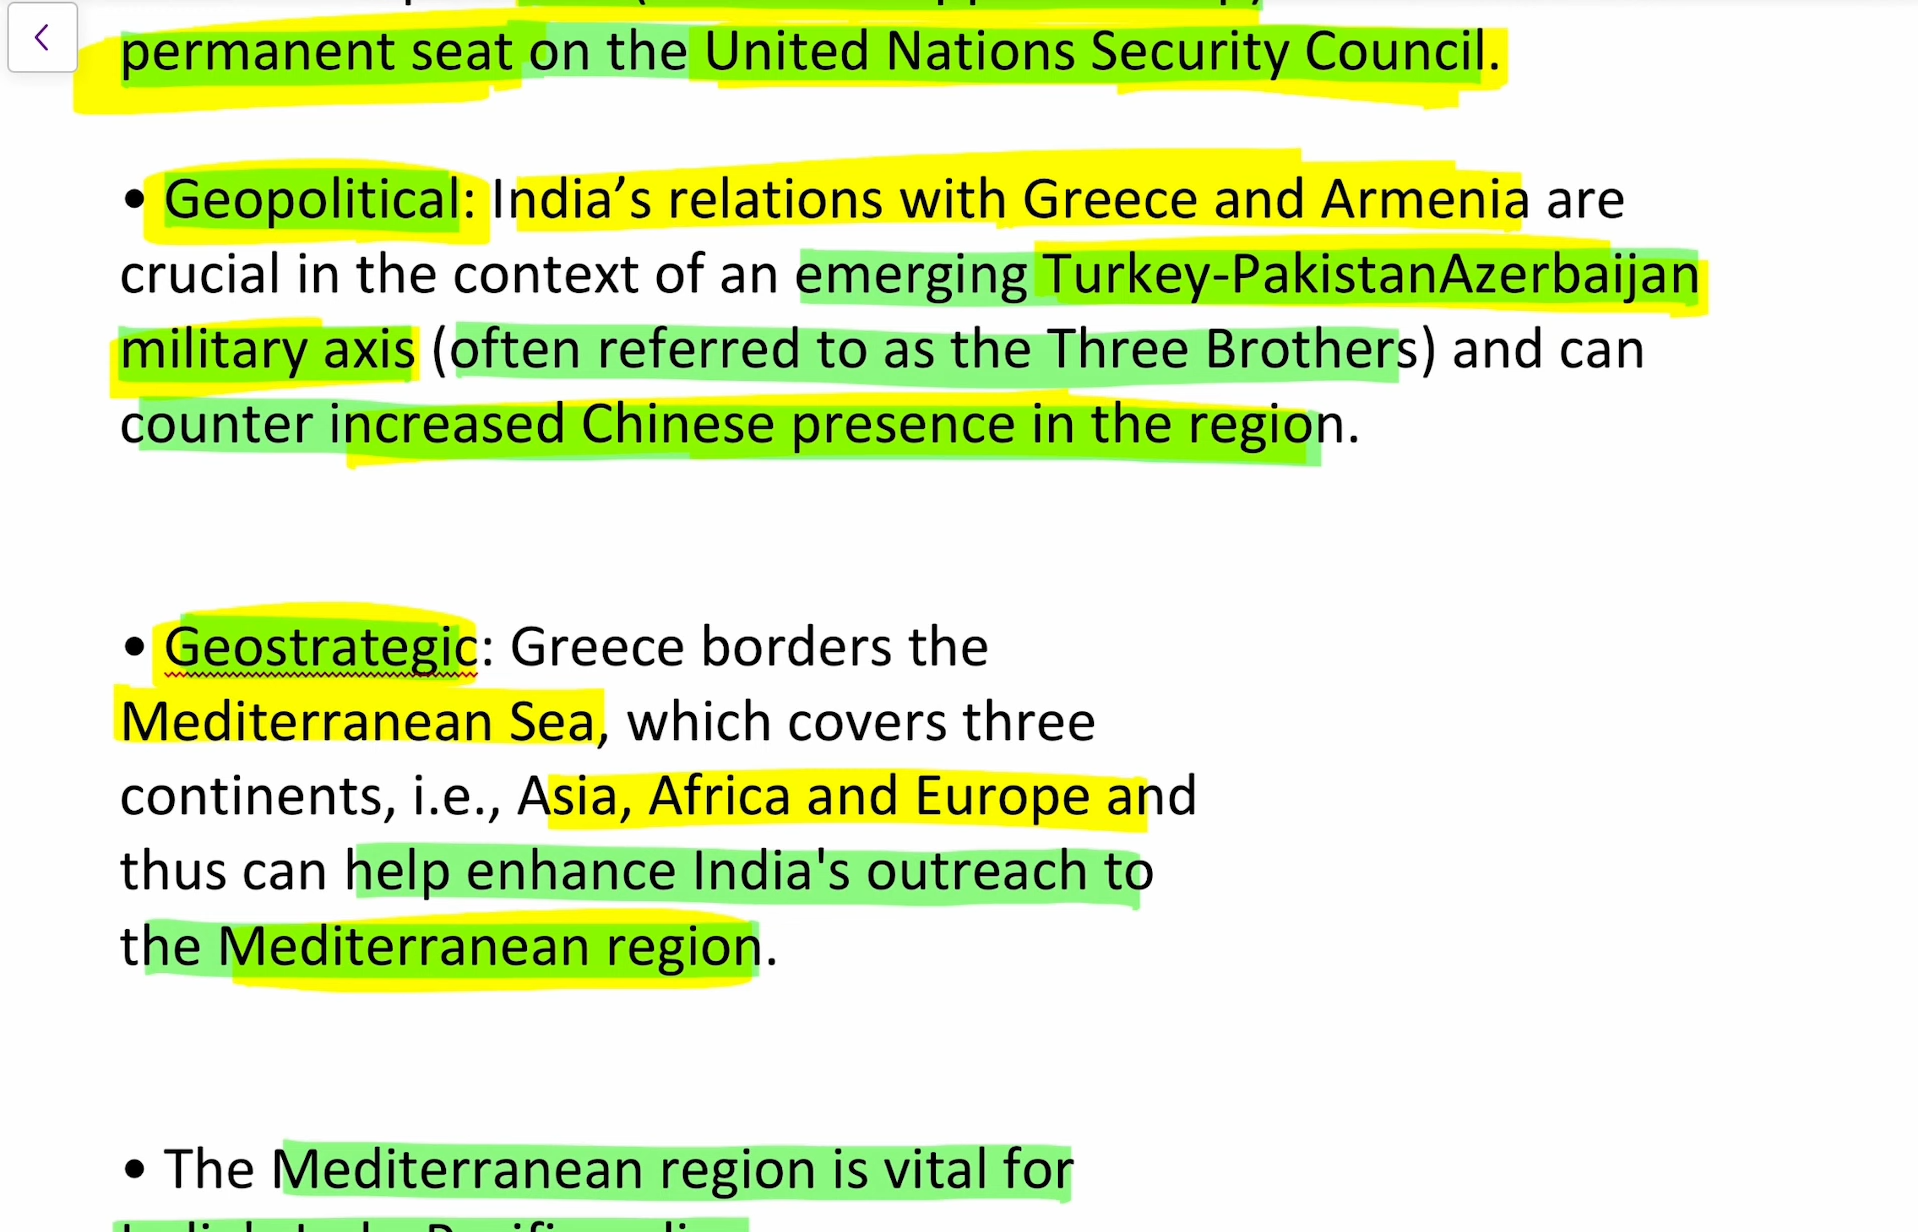 permanent seat on the United Nations Security Council.
• Geopolitical: India’s relations with Greece and Armenia are
crucial in the context of an emerging Turkey-PakistanAzerbaijan
military axis (often referred to as the Three Brothers) and can
counter increased Chinese presence in the region.
• Geostrategic: Greece borders the
Mediterranean Sea, which covers three
continents, i.e., Asia, Africa and Europe and
thus can help enhance India's outreach to
the Mediterranean region.
• The Mediterranean region is vital for